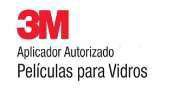 3M
Aplicador Autorizado
Películas para Vidros